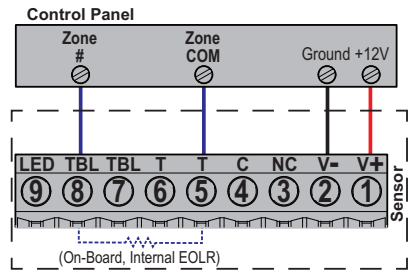 Control Panel
Zone Zone
# COM Ground +12V
LED TBL TBL T T C NC V- V+
9 8 7 6 5 4 3 2 1
Sensor
(On-Board, Internal EOLR)